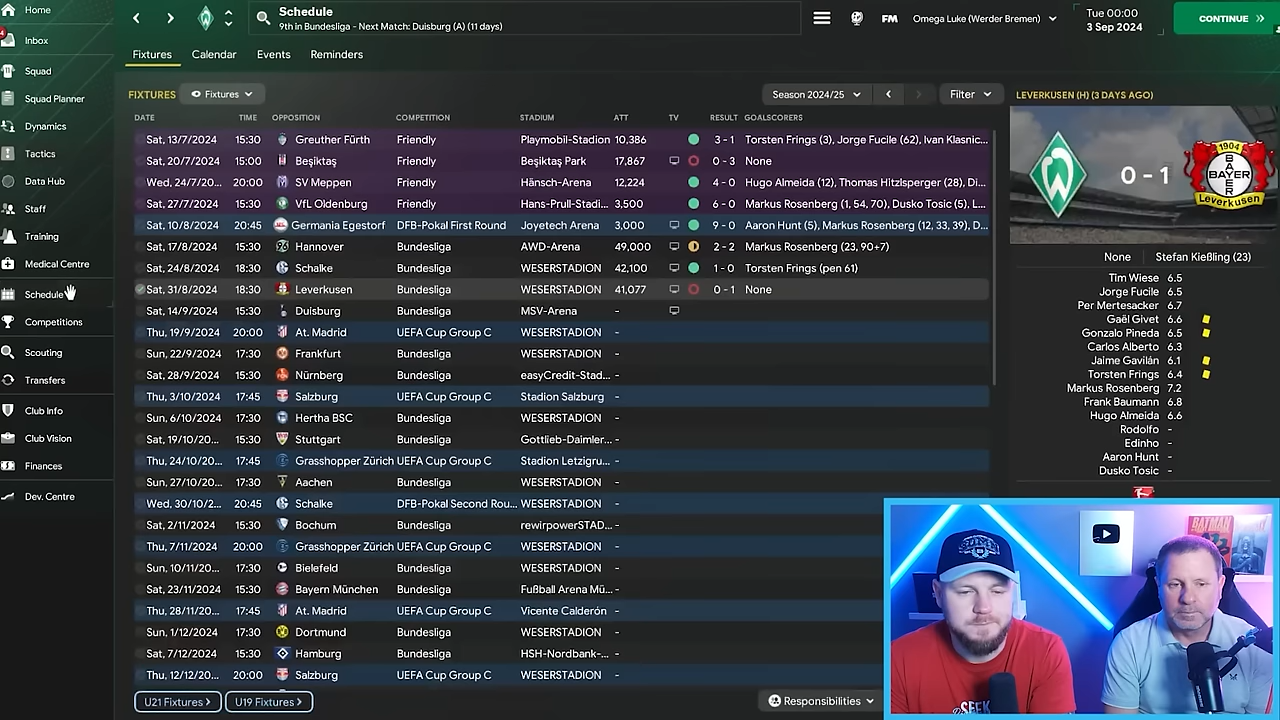 Home
Inbox
Squad
Squad Planner
Dynamics
Tactics
Data Hub
Staff
Training
Medical Centre
Schedule
Competitions
Scouting
Transfers
Club Info
Club Vision
Finances
Dev. Centre
Schedule
9th in Bundesliga - Next Match: Duisburg (A) (11 days)
FM
Omega Luke (Werder Bremen)
Tue 00:00
3 Sep 2024
CONTINUE
Fixtures Calendar Events Reminders
FIXTURES Fixtures Season 2024/25 Filter
DATE TIME OPPOSITION COMPETITION STADIUM ATT TV RESULT GOALSCORERS
Sat, 13/7/2024 15:30 Greuther Fürth Friendly Playmobil-Stadion 10,386 3 - 1 Torsten Frings (3), Jorge Fucile (62), Ivan Klasnic...
Sat, 20/7/2024 15:00 Beşiktaş Friendly Beşiktaş Park 17,867 0 - 3 None
Wed, 24/7/20... 20:00 SV Meppen Friendly Hänsch-Arena 12,224 4 - 0 Hugo Almeida (12), Thomas Hitzlsperger (28), Di...
Sat, 27/7/2024 15:30 VfL Oldenburg Friendly Hans-Prull-Stadi... 3,500 6 - 0 Markus Rosenberg (1, 54, 70), Dusko Tosic (5), L...
Sat, 10/8/2024 20:45 Germania Egestorf DFB-Pokal First Round Joyetech Arena 3,000 9 - 0 Aaron Hunt (5), Markus Rosenberg (12, 33, 39), D...
Sat, 17/8/2024 15:30 Hannover Bundesliga AWD-Arena 49,000 2 - 2 Markus Rosenberg (23, 90+7)
Sat, 24/8/2024 18:30 Schalke Bundesliga WESERSTADION 42,100 1 - 0 Torsten Frings (pen 61)
Sat, 31/8/2024 18:30 Leverkusen Bundesliga WESERSTADION 41,077 0 - 1 None
Sat, 14/9/2024 15:30 Duisburg Bundesliga MSV-Arena -
Thu, 19/9/2024 20:00 At. Madrid UEFA Cup Group C WESERSTADION -
Sun, 22/9/2024 17:30 Frankfurt Bundesliga WESERSTADION -
Sat, 28/9/2024 15:30 Nürnberg Bundesliga easyCredit-Stad... -
Thu, 3/10/2024 17:45 Salzburg UEFA Cup Group C Stadion Salzburg -
Sun, 6/10/2024 17:30 Hertha BSC Bundesliga WESERSTADION -
Sat, 19/10/20... 15:30 Stuttgart Bundesliga Gottlieb-Daimler... -
Thu, 24/10/20... 17:45 Grasshopper Zürich UEFA Cup Group C Stadion Letzigru... -
Sun, 27/10/20... 17:30 Aachen Bundesliga WESERSTADION -
Wed, 30/10/2... 20:45 Schalke DFB-Pokal Second Rou... WESERSTADION -
Sat, 2/11/2024 15:30 Bochum Bundesliga rewirpowerSTAD... -
Thu, 7/11/2024 20:00 Grasshopper Zürich UEFA Cup Group C WESERSTADION -
Sun, 10/11/20... 17:30 Bielefeld Bundesliga WESERSTADION -
Sat, 23/11/2024 15:30 Bayern München Bundesliga Fußball Arena Mü... -
Thu, 28/11/20... 17:45 At. Madrid UEFA Cup Group C Vicente Calderón -
Sun, 1/12/2024 17:30 Dortmund Bundesliga WESERSTADION -
Sat, 7/12/2024 15:30 Hamburg Bundesliga HSH-Nordbank-... -
Thu, 12/12/20... 20:00 Salzburg UEFA Cup Group C WESERSTADION -
U21 Fixtures > U19 Fixtures > Responsibilities
LEVERKUSEN (H) (3 DAYS AGO)
0 - 1
1904
BAYER
BAYER
Leverkusen
None Stefan Kießling (23)
Tim Wiese 6.5
Jorge Fucile 6.5
Per Mertesacker 6.7
Gaël Givet 6.6
Gonzalo Pineda 6.5
Carlos Alberto 6.3
Jaime Gavilán 6.1
Torsten Frings 6.4
Markus Rosenberg 7.2
Frank Baumann 6.8
Hugo Almeida 6.6
Rodolfo -
Edinho -
Aaron Hunt -
Dusko Tosic -
BATMAN